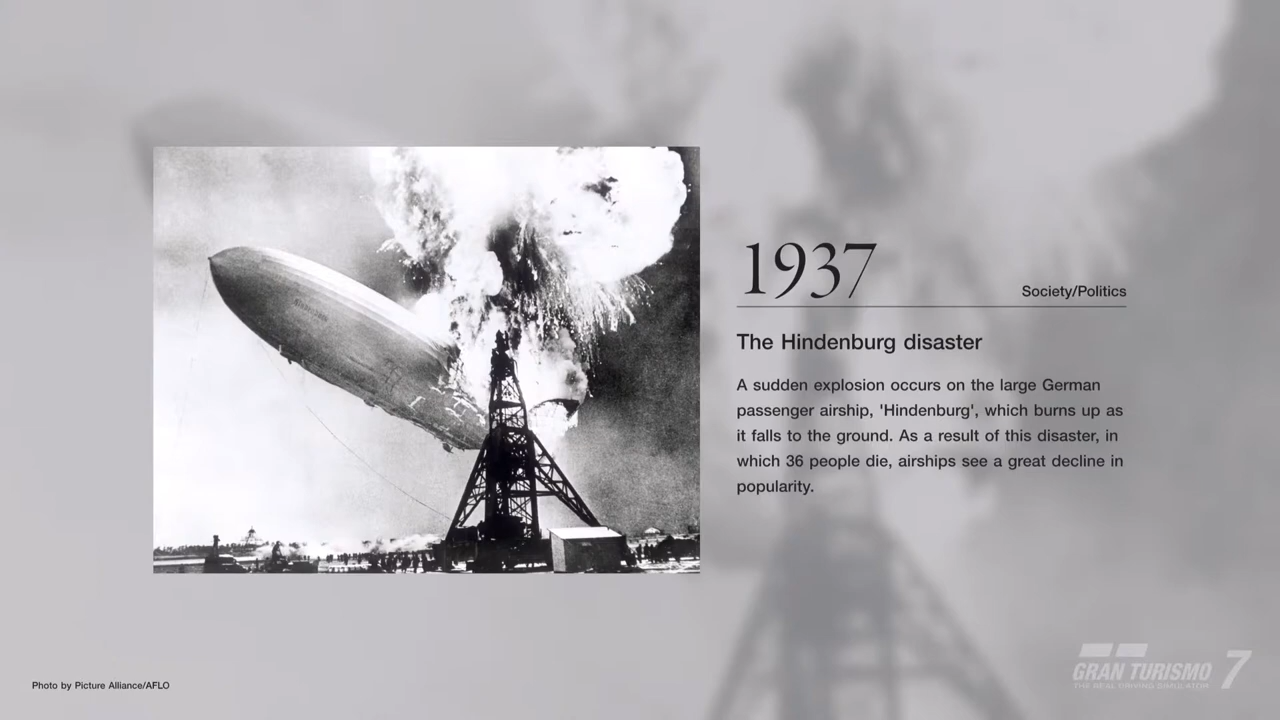 1937
Society/Politics
The Hindenburg disaster
A sudden explosion occurs on the large German
passenger airship, 'Hindenburg', which burns up as
it falls to the ground. As a result of this disaster, in
which 36 people die, airships see a great decline in
popularity.
Photo by Picture Alliance/AFLO
GRAN TURISMO 7
THE REAL DRIVING SIMULATOR